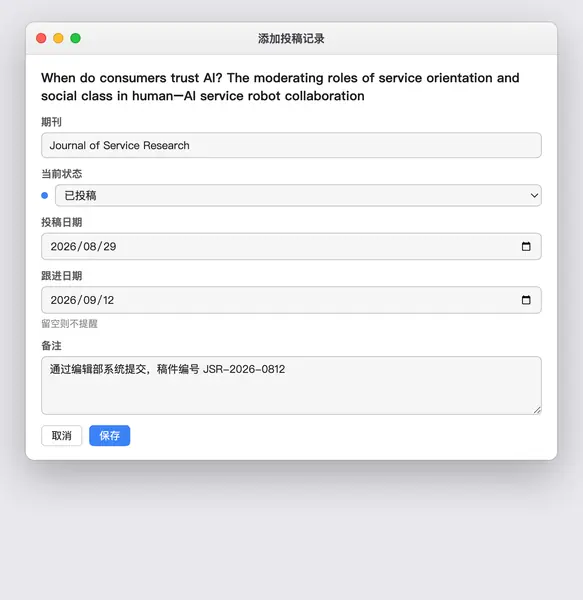 添加投稿记录
When do consumers trust AI? The moderating roles of service orientation and
social class in human—AI service robot collaboration
期刊
Journal of Service Research
当前状态
已投稿
投稿日期
2026/08/29
跟进日期
2026/09/12
留空则不提醒
备注
通过编辑部系统提交，稿件编号 JSR-2026-0812
取消 保存